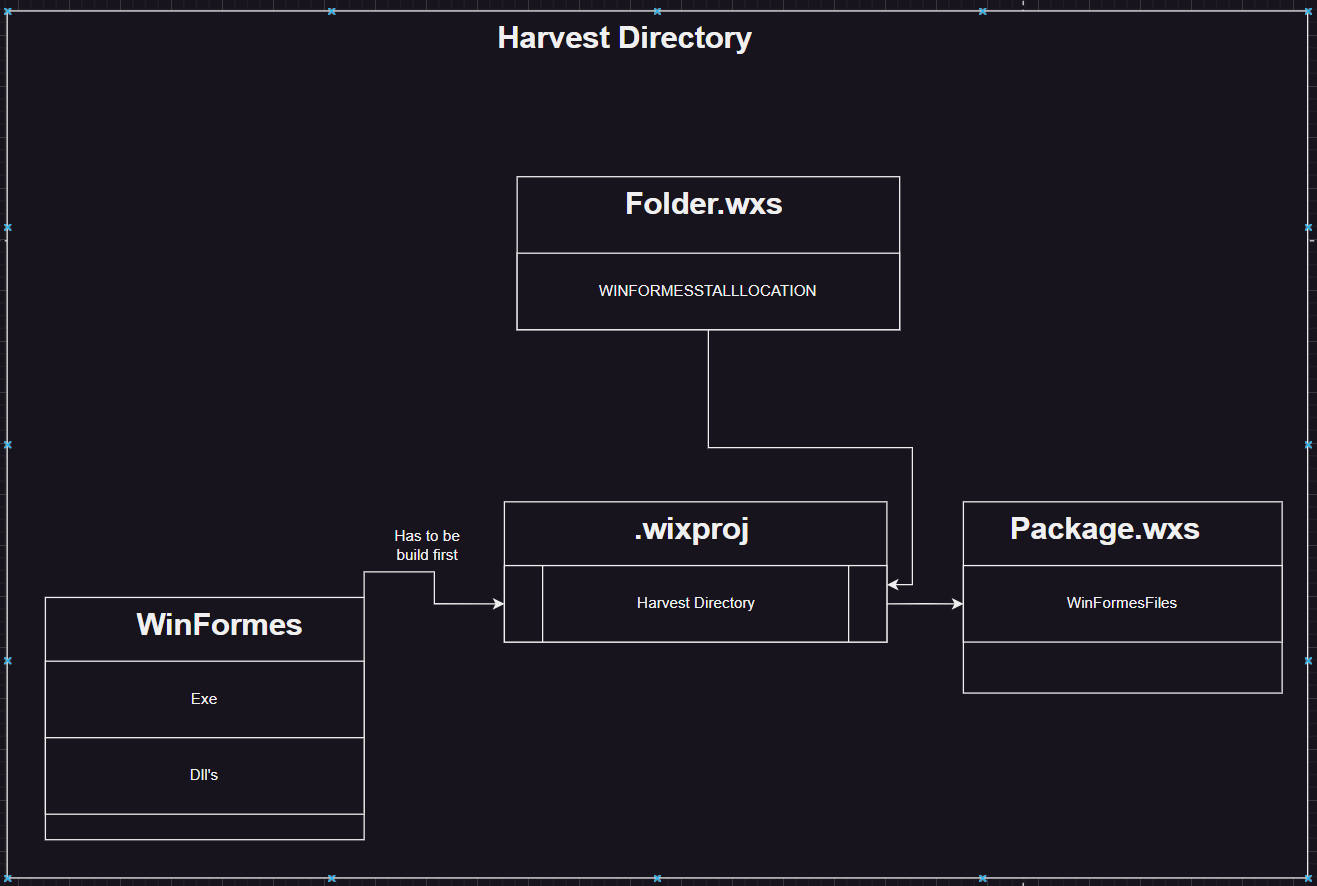 Harvest Directory
Folder.wxs
WINFORMESSTALLLOCATION
Has to be
build first
.wixproj
Harvest Directory
Package.wxs
WinFormesFiles
WinFormes
Exe
Dll's